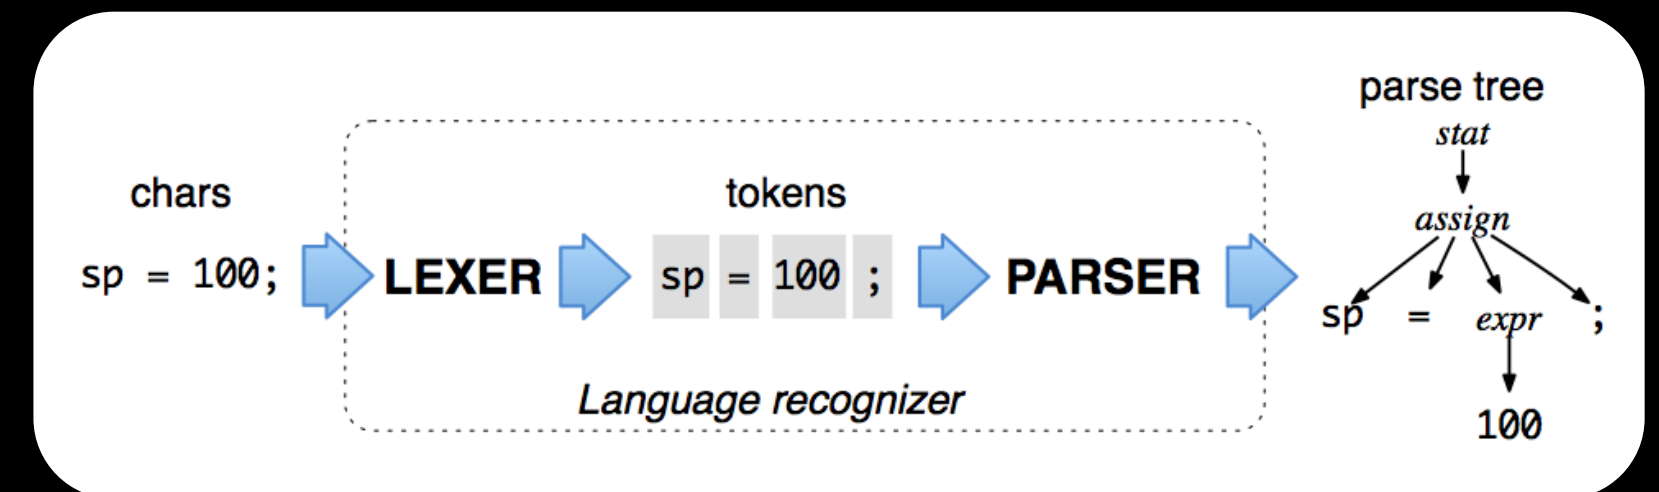 chars
sp = 100;
LEXER
tokens
sp = 100 ;
PARSER
Language recognizer
parse tree
stat
assign
sp = expr ;
100